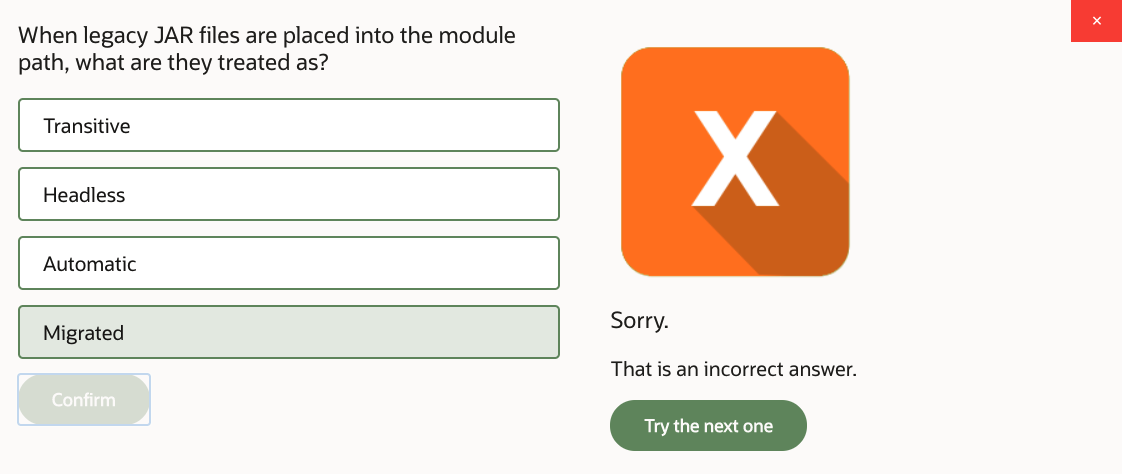 When legacy JAR files are placed into the module
path, what are they treated as?
Transitive
Headless
Automatic
Migrated
Confirm
×
X
Sorry.
That is an incorrect answer.
Try the next one